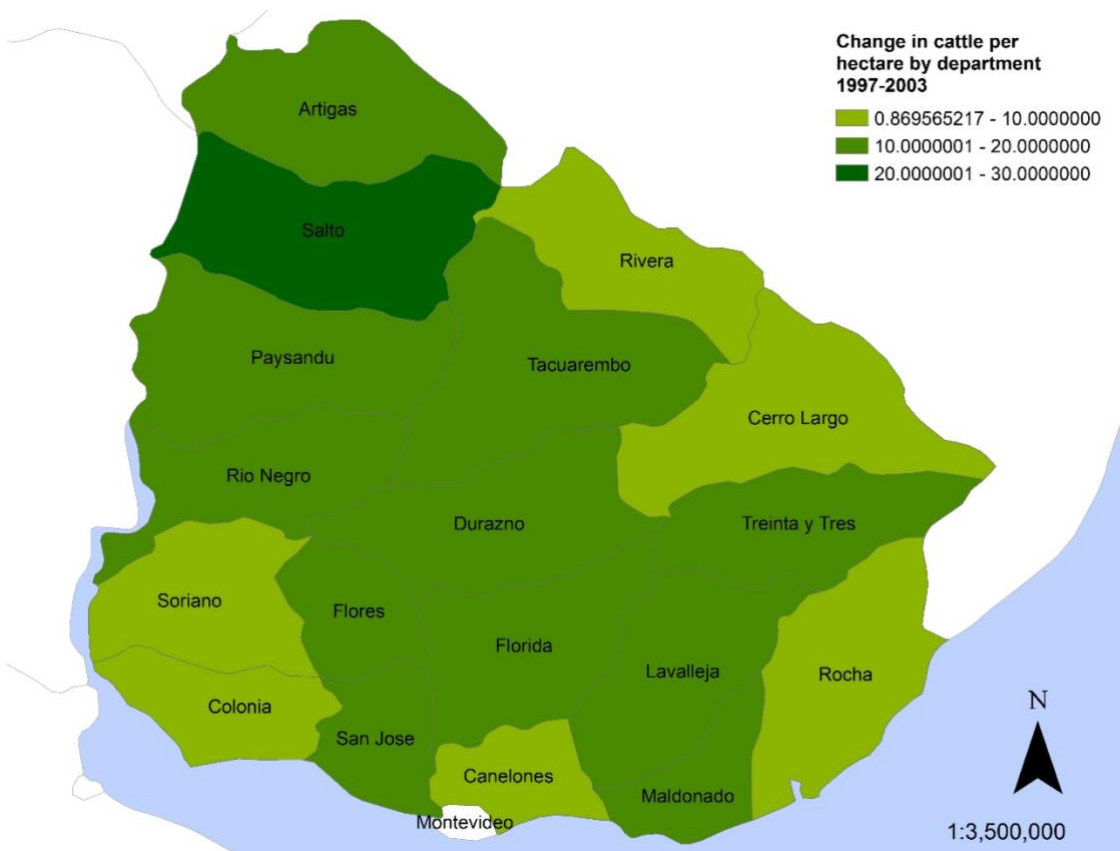 Change in cattle per
hectare by department
1997-2003
0.869565217 - 10.0000000
10.0000001 - 20.0000000
20.0000001 - 30.0000000
Artigas
Salto
Rivera
Paysandu
Tacuarembo
Cerro Largo
Rio Negro
Durazno
Treinta y Tres
Soriano
Flores
Florida
Lavalleja
Rocha
Colonia
San Jose
Canelones
Maldonado
Montevideo
N
1:3,500,000